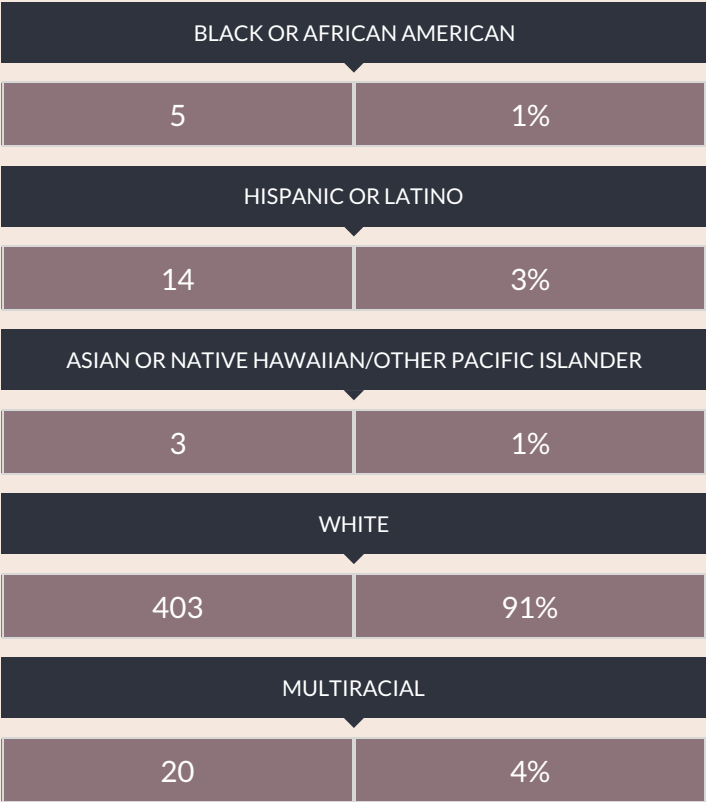 BLACK OR AFRICAN AMERICAN
5 1%
HISPANIC OR LATINO
14 3%
ASIAN OR NATIVE HAWAIIAN/OTHER PACIFIC ISLANDER
3 1%
WHITE
403 91%
MULTIRACIAL
20 4%